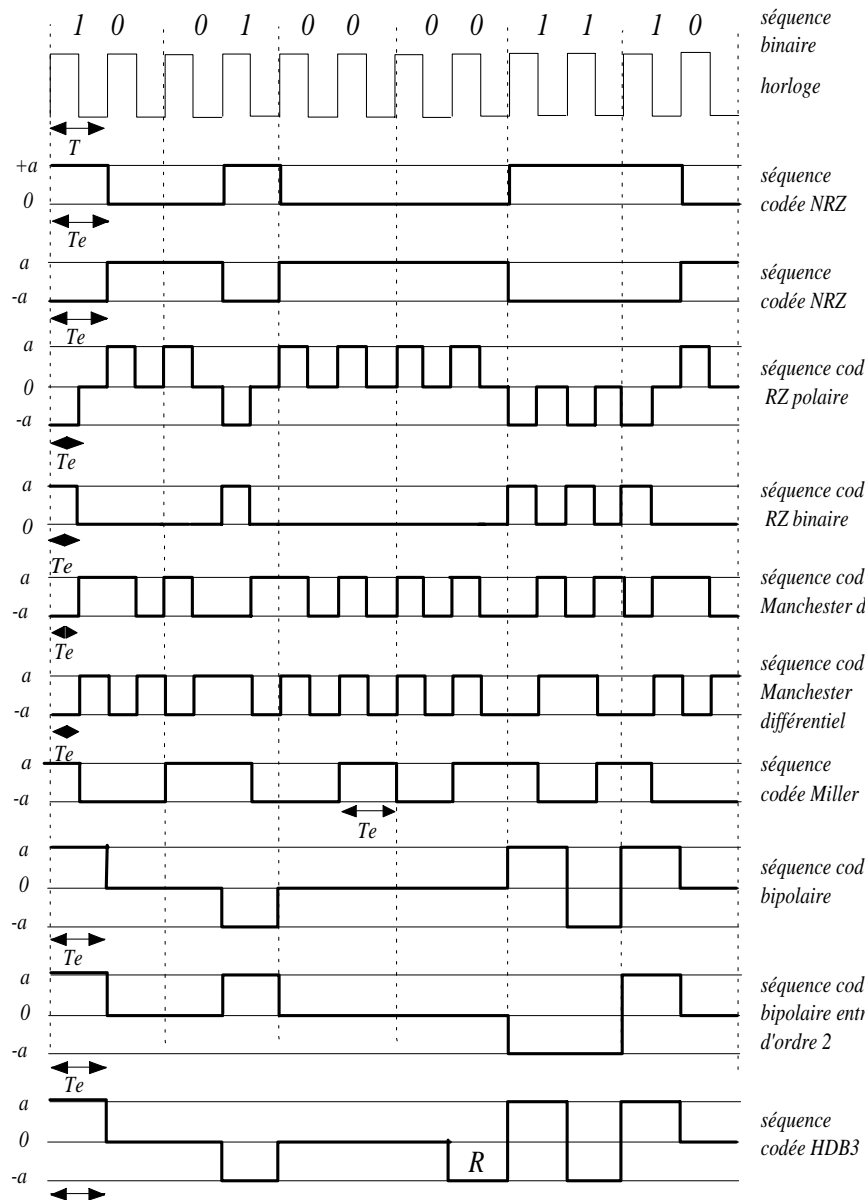 1 0 0 1 0 0 0 0 1 1 1 0
séquence
binaire
horloge
T
+a
0
séquence
codée NRZ
Te
a
-a
séquence
codée NRZ
Te
a
0
-a
séquence cod
RZ polaire
Te
a
0
séquence cod
RZ binaire
Te
a
-a
séquence cod
Manchester d
Te
a
-a
séquence cod
Manchester
différentiel
Te
a
-a
séquence
codée Miller
Te
a
0
-a
séquence cod
bipolaire
Te
a
0
-a
séquence cod
bipolaire entr
d'ordre 2
Te
a
0
-a
R
séquence
codée HDB3